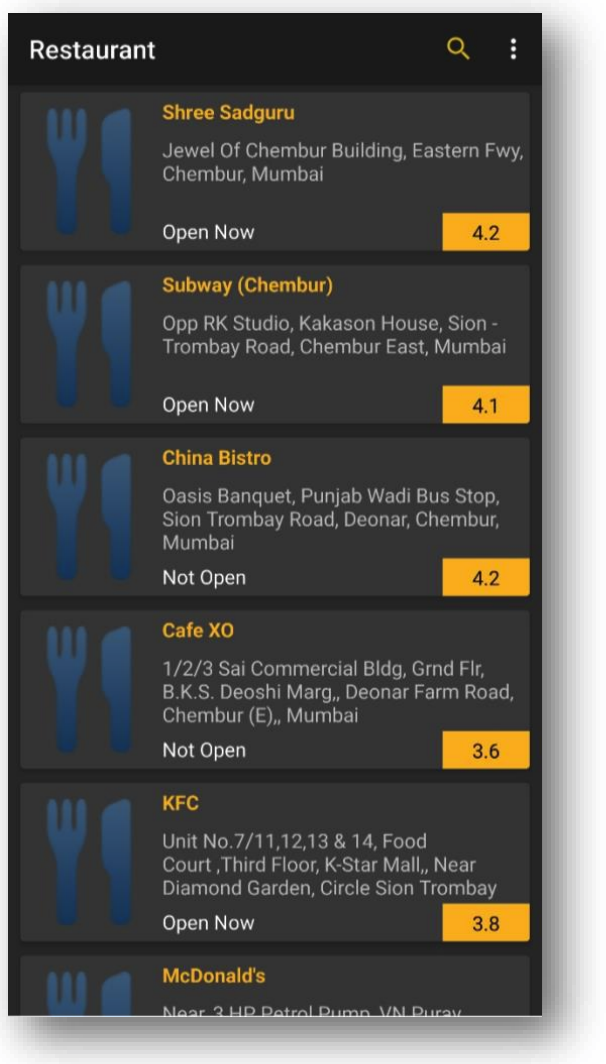 Restaurant
Shree Sadguru
Jewel Of Chembur Building, Eastern Fwy,
Chembur, Mumbai
Open Now
4.2
Subway (Chembur)
Opp RK Studio, Kakason House, Sion -
Trombay Road, Chembur East, Mumbai
Open Now
4.1
China Bistro
Oasis Banquet, Punjab Wadi Bus Stop,
Sion Trombay Road, Deonar, Chembur,
Mumbai
Not Open
4.2
Cafe XO
1/2/3 Sai Commercial Bldg, Grnd Flr,
B.K.S. Deoshi Marg,, Deonar Farm Road,
Chembur (E),, Mumbai
Not Open
3.6
KFC
Unit No.7/11,12,13 & 14, Food
Court ,Third Floor, K-Star Mall,, Near
Diamond Garden, Circle Sion Trombay
Open Now
3.8
McDonald's
Near, 3 HP Petrol Pump, VN Purav